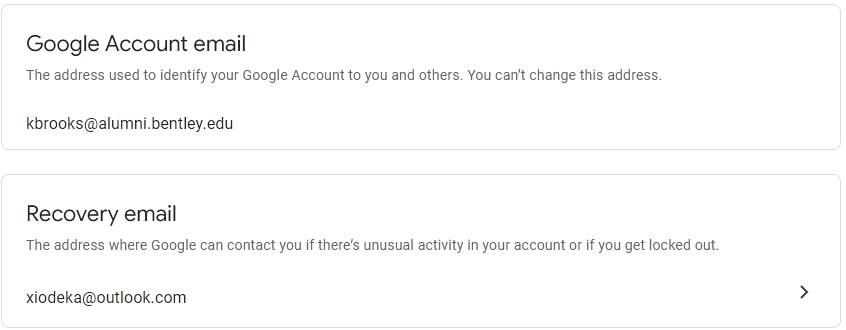 Google Account email
The address used to identify your Google Account to you and others. You can’t change this address.
kbrooks@alumni.bentley.edu
Recovery email
The address where Google can contact you if there’s unusual activity in your account or if you get locked out.
xiodeka@outlook.com